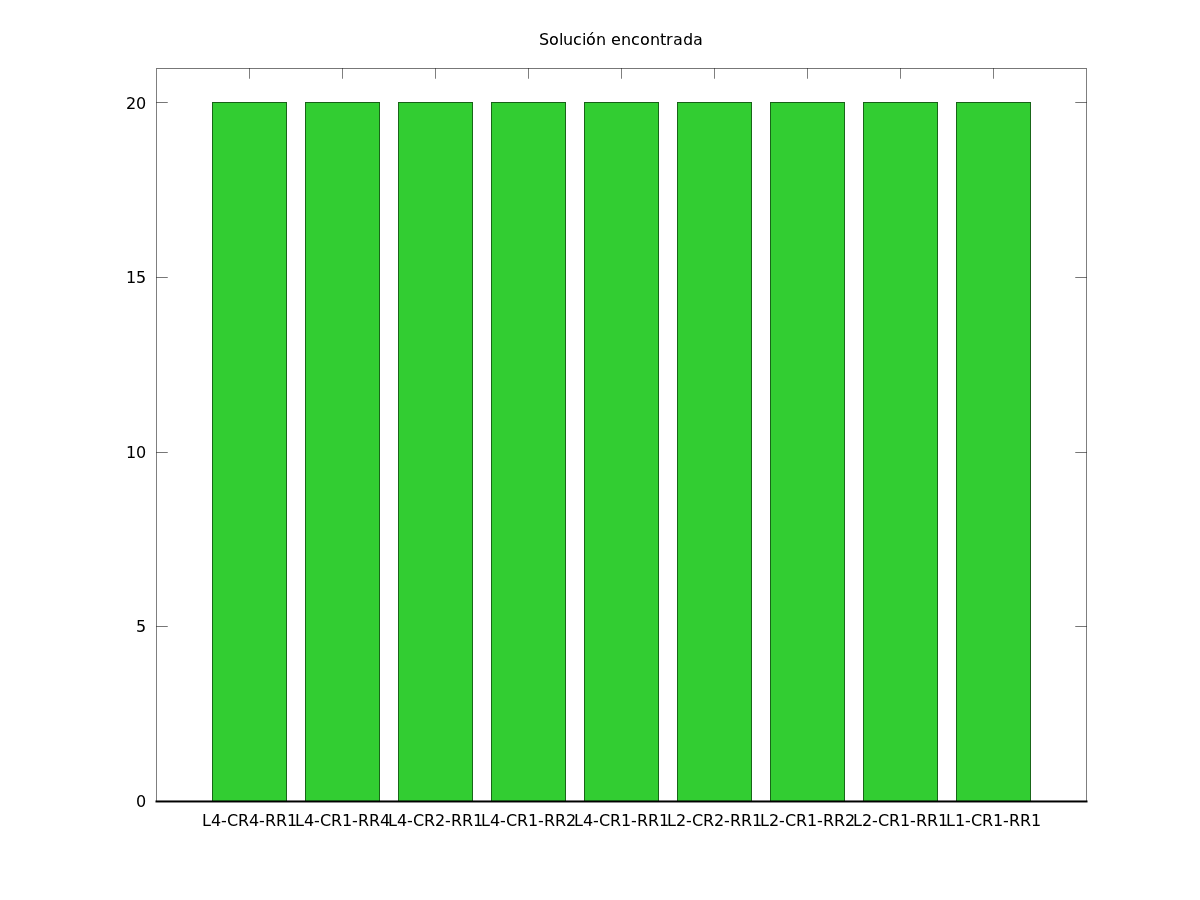 Solución encontrada
20
15
10
5
0
L4-CR4-RR1 L4-CR1-RR4 L4-CR2-RR1 L4-CR1-RR2 L4-CR1-RR1 L2-CR2-RR1 L2-CR1-RR2 L2-CR1-RR1 L1-CR1-RR1